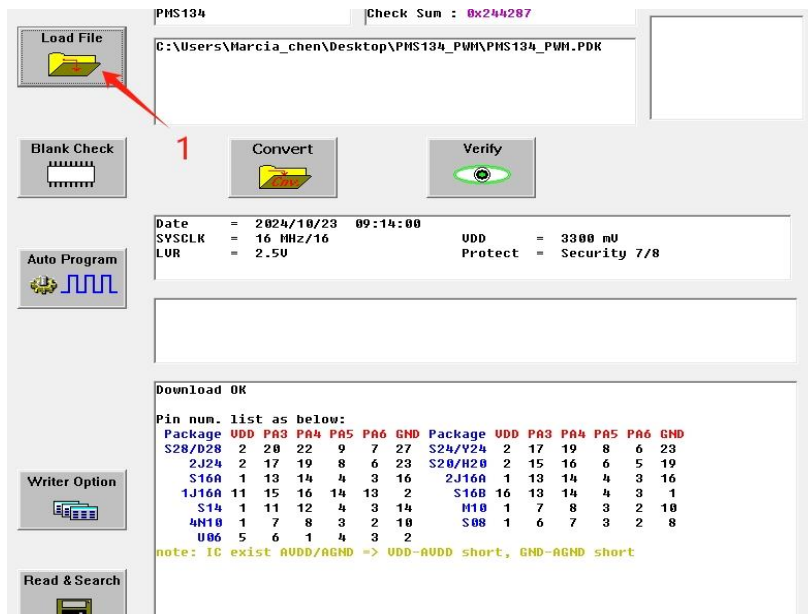 PMS134
Check Sum : 0x244287
Load File
C:\Users\Marcia_chen\Desktop\PMS134_PWM\PMS134_PWM.PDK
1
Blank Check
Convert
Cnv
Verify
Date = 2024/10/23 09:14:00
SYSCLK = 16 MHz/16 VDD = 3300 mV
LVR = 2.5V Protect = Security 7/8
Auto Program
Download OK
Pin num. list as below:
Package VDD PA3 PA4 PA5 PA6 GND Package VDD PA3 PA4 PA5 PA6 GND
S28/D28 2 20 22 9 7 27 S24/Y24 2 17 19 8 6 23
2J24 2 17 19 8 6 23 S20/H20 2 15 16 6 5 19
S16A 1 13 14 4 3 16 2J16A 1 13 14 4 3 16
1J16A 11 15 16 14 13 2 S16B 16 13 14 4 3 1
S14 1 11 12 4 3 14 M10 1 7 8 3 2 10
4N10 1 7 8 3 2 10 S08 1 6 7 3 2 8
U06 5 6 1 4 3 2
note: IC exist AVDD/AGND => VDD-AVDD short, GND-AGND short
Writer Option
Read & Search